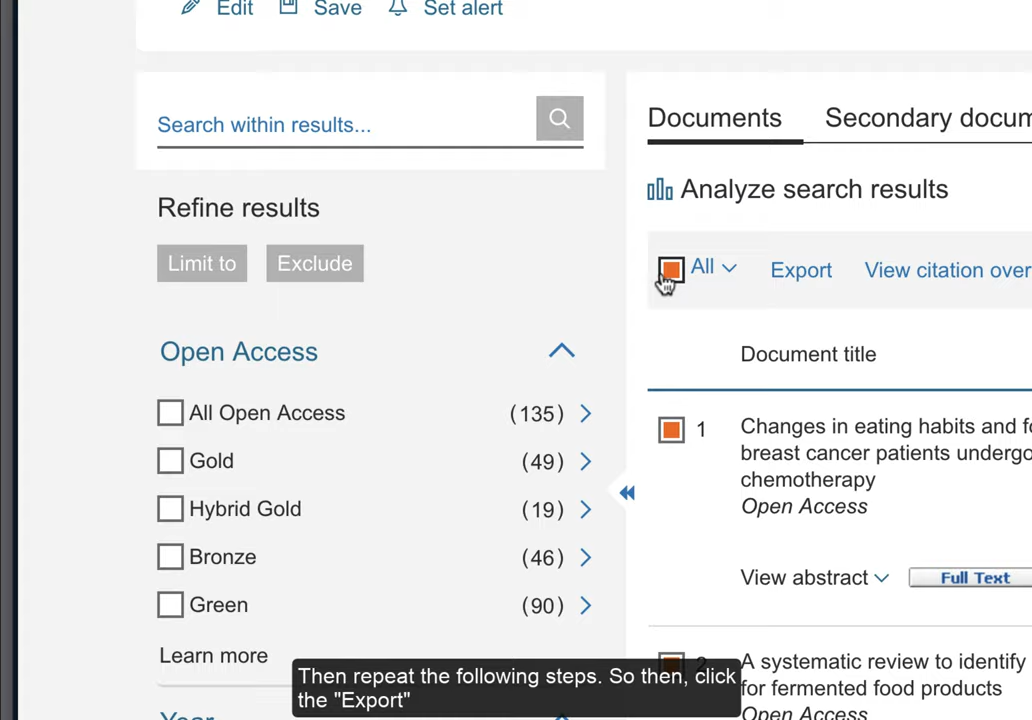 Edit Save Set alert
Search within results...
Refine results
Limit to Exclude
Open Access
All Open Access (135)
Gold (49)
Hybrid Gold (19)
Bronze (46)
Green (90)
Learn more
Year
Documents Secondary docum
Analyze search results
All Export View citation over
Document title
1 Changes in eating habits and fo
breast cancer patients undergo
chemotherapy
Open Access
View abstract Full Text
2 A systematic review to identify
for fermented food products
Open Access
Then repeat the following steps. So then, click
the "Export"